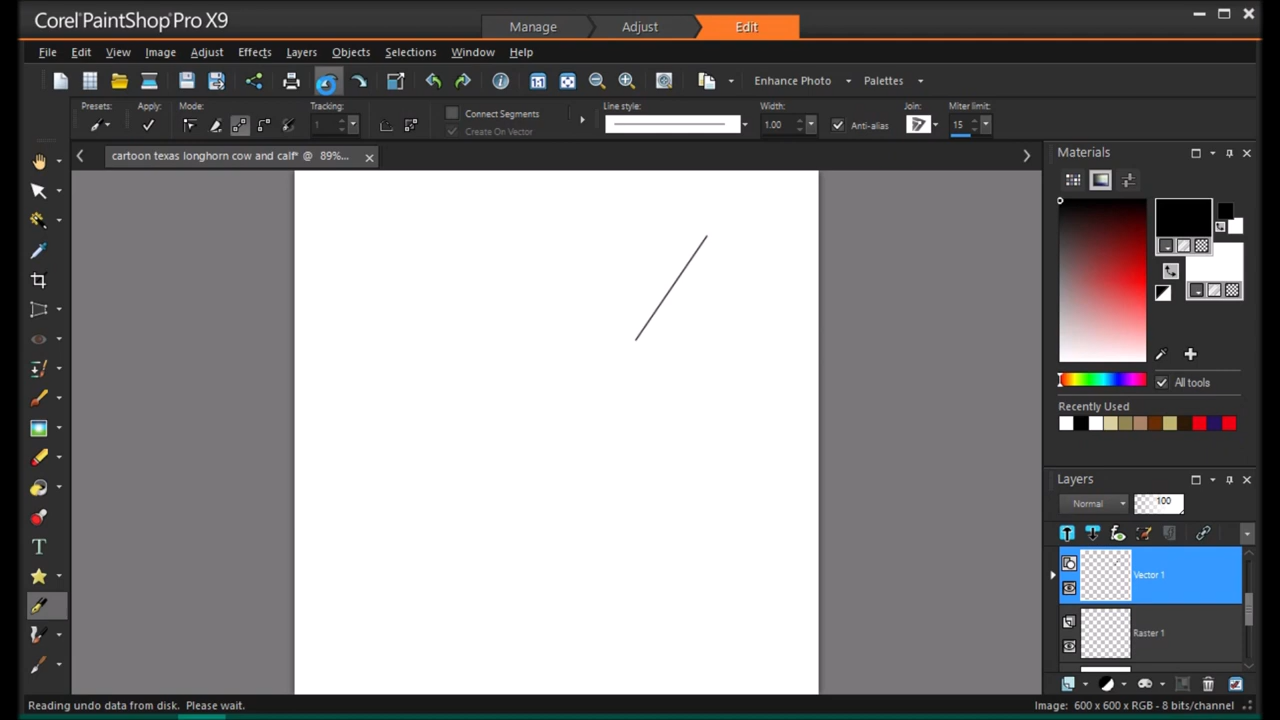 Corel PaintShop Pro X9
Manage
Adjust
Edit
File Edit View Image Adjust Effects Layers Objects Selections Window Help
1:1
Enhance Photo
Palettes
Presets:
Apply:
Mode:
Tracking:
1
Connect Segments
Create On Vector
Line style:
Width:
1.00
Anti-alias
Join:
Miter limit:
15
cartoon texas longhorn cow and calf* @ 89%...
Materials
All tools
Recently Used
Layers
Normal
100
Vector 1
Raster 1
T
Reading undo data from disk. Please wait.
Image: 600 x 600 x RGB - 8 bits/channel